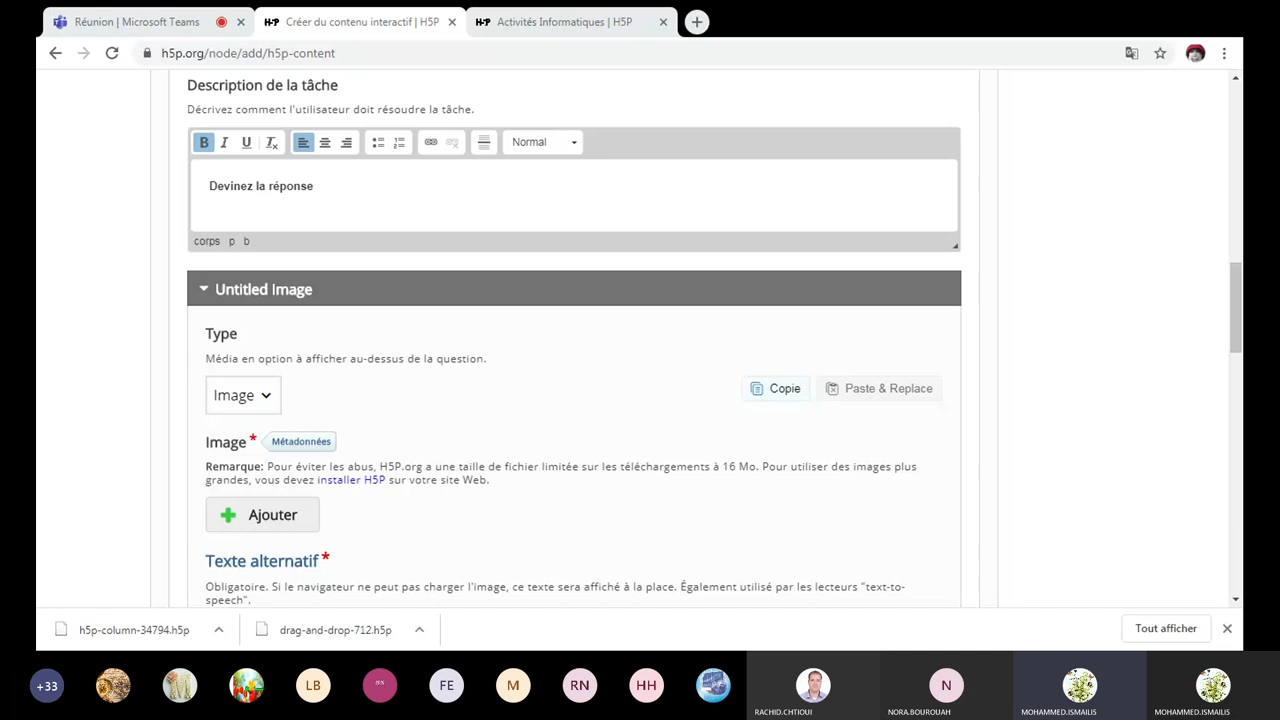 Réunion | Microsoft Teams
H-P Créer du contenu interactif | H5P
H-P Activités Informatiques | H5P
h5p.org/node/add/h5p-content
Description de la tâche
Décrivez comment l'utilisateur doit résoudre la tâche.
B I U Tx Normal
Devinez la réponse
corps p b
Untitled Image
Type
Média en option à afficher au-dessus de la question.
Image
Copie Paste & Replace
Image * Métadonnées
Remarque: Pour éviter les abus, H5P.org a une taille de fichier limitée sur les téléchargements à 16 Mo. Pour utiliser des images plus
grandes, vous devez installer H5P sur votre site Web.
Ajouter
Texte alternatif *
Obligatoire. Si le navigateur ne peut pas charger l'image, ce texte sera affiché à la place. Également utilisé par les lecteurs "text-to-
speech".
h5p-column-34794.h5p
drag-and-drop-712.h5p
Tout afficher
+33 LB FE M RN HH N
RACHID.CHTIOUI NORA.BOUROUAH MOHAMMED.ISMAILIS MOHAMMED.ISMAILIS